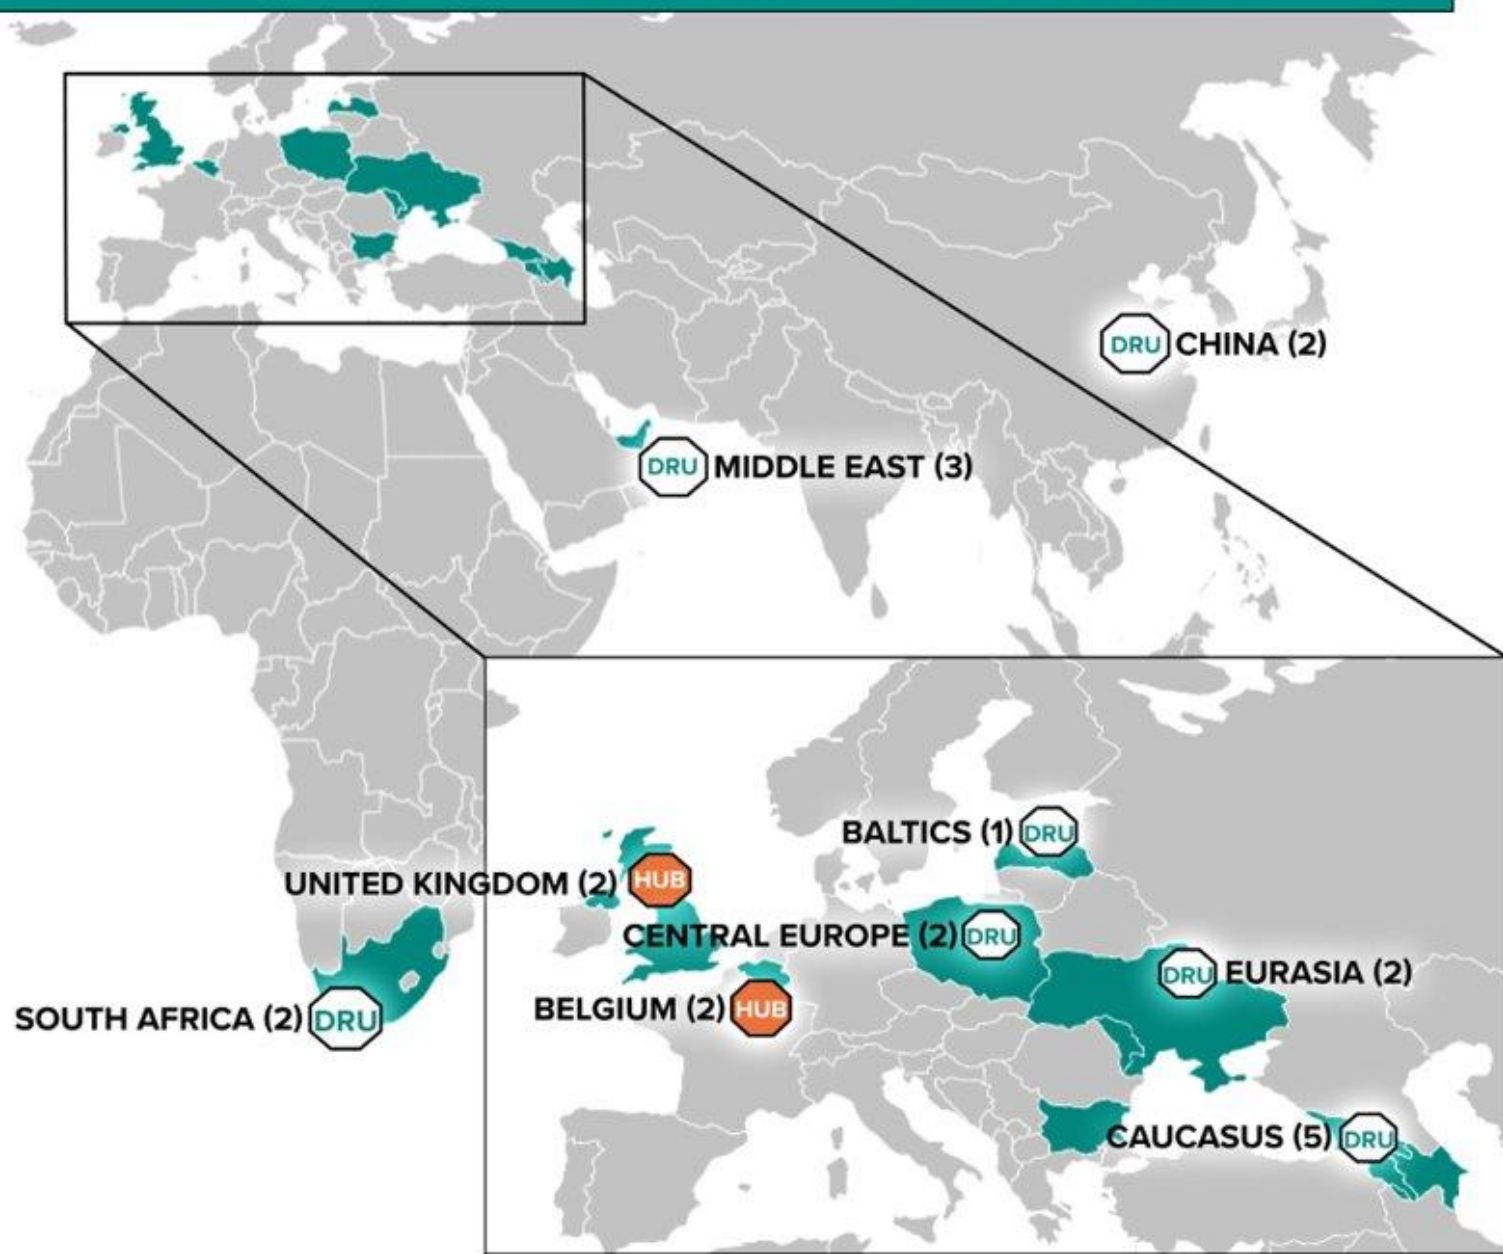 DRU CHINA (2)
DRU MIDDLE EAST (3)
BALTICS (1) DRU
UNITED KINGDOM (2) HUB
CENTRAL EUROPE (2) DRU
DRU EURASIA (2)
BELGIUM (2) HUB
SOUTH AFRICA (2) DRU
CAUCASUS (5) DRU